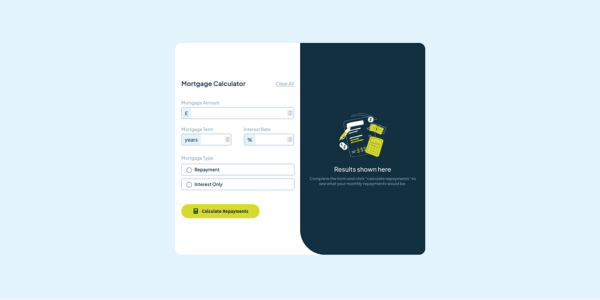 Mortgage Calculator
Clear All
Mortgage Amount
£
Mortgage Term
Interest Rate
years
%
Mortgage Type
Repayment
Interest Only
Calculate Repayments
Results shown here
Complete the form and click "calculate repayments" to
see what your monthly repayments would be.